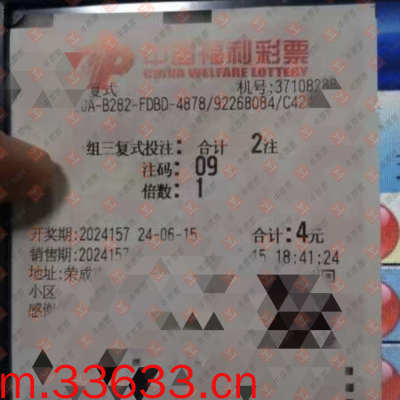 中国福利彩票
CHINA WELFARE LOTTERY
复式 机号:37108288
0A-B282-FDBD-4878/92268084/C42
组三复式投注: 合计 2注
注码: 09
倍数: 1
开奖期:2024157 24-06-15 合计:4元
销售期:2024157 15 18:41:24
地址:荣成
小区
感谢
m.33633.cn